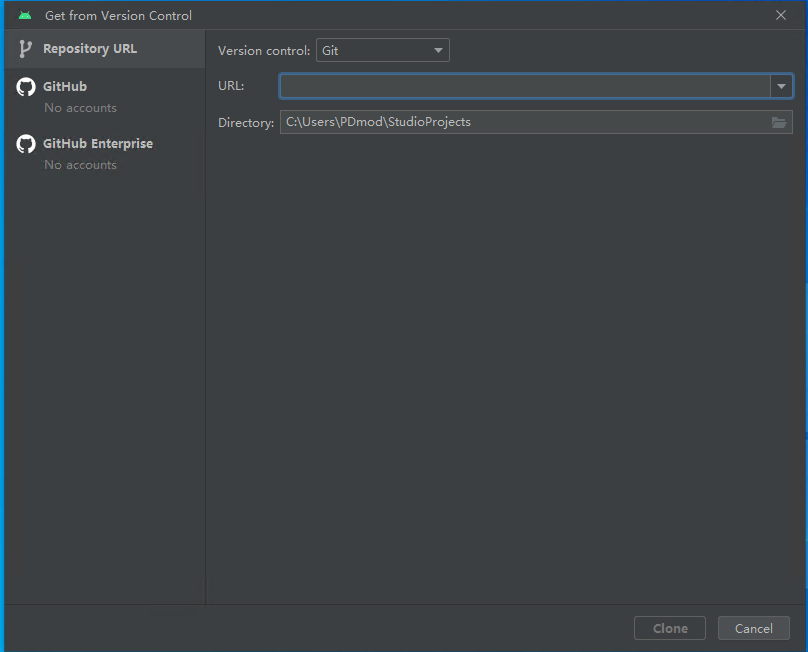 Get from Version Control
Repository URL
GitHub
No accounts
GitHub Enterprise
No accounts
Version control: Git
URL:
Directory: C:\Users\PDmod\StudioProjects
Clone Cancel